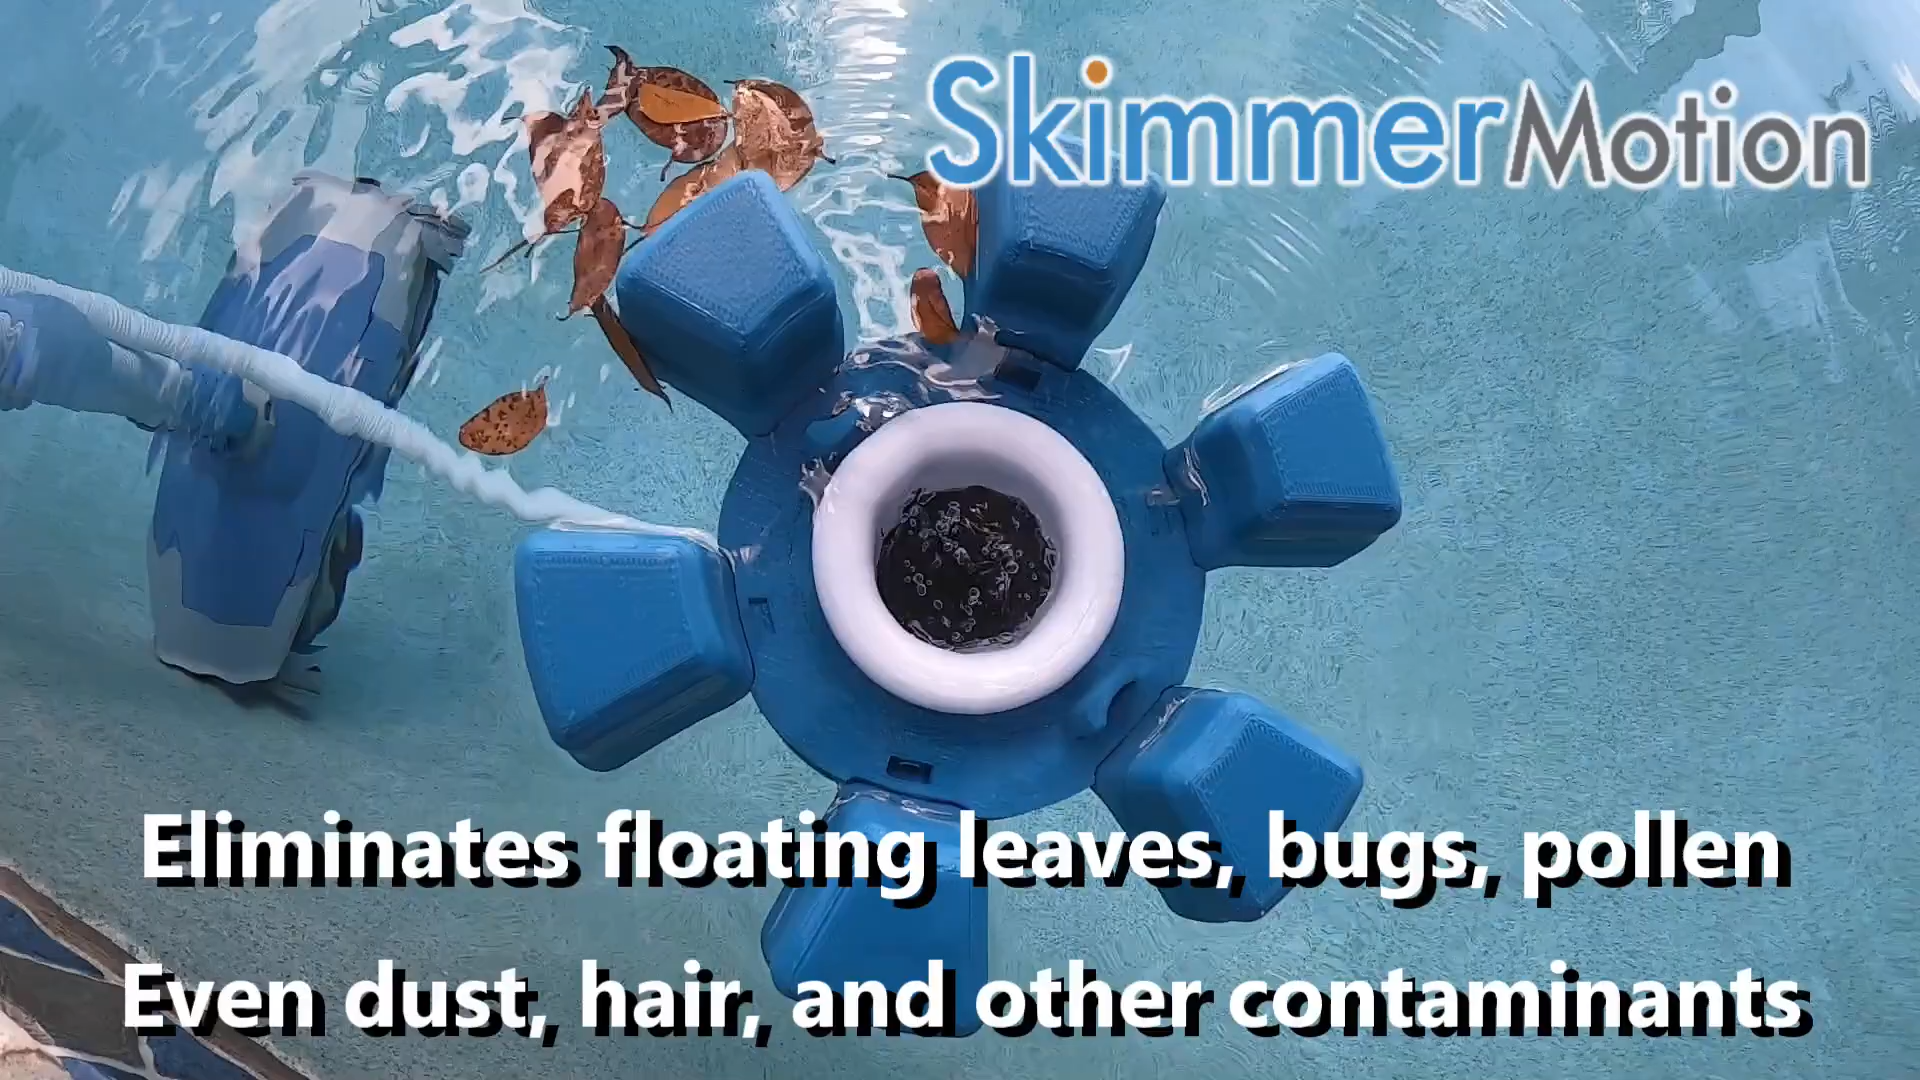 SkimmerMotion
Eliminates floating leaves, bugs, pollen
Even dust, hair, and other contaminants